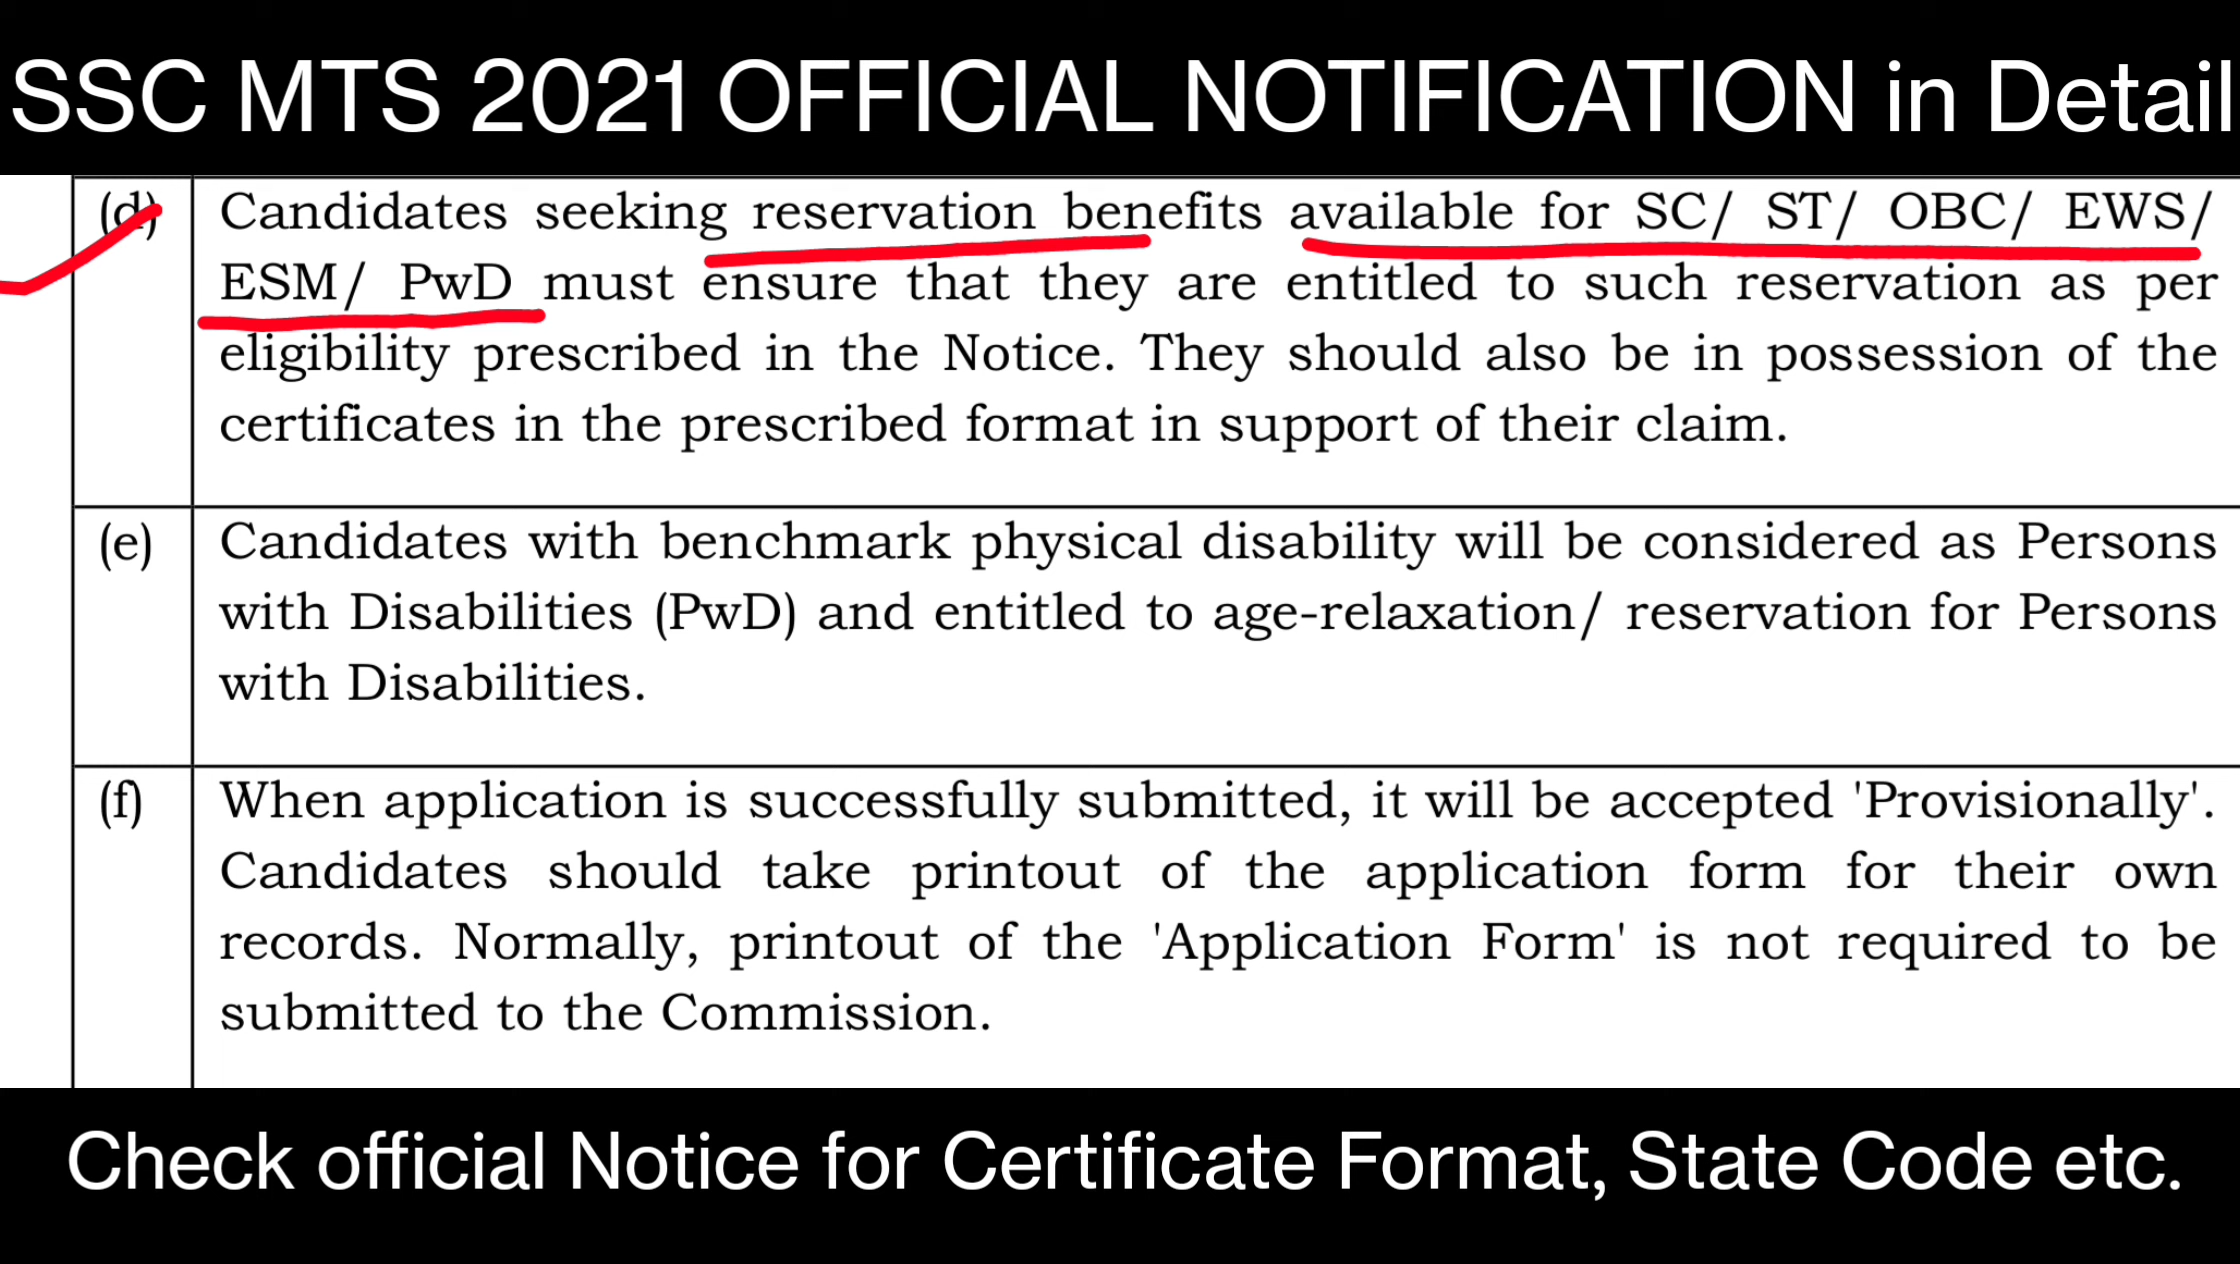 SSC MTS 2021 OFFICIAL NOTIFICATION in Detail
(d) Candidates seeking reservation benefits available for SC/ ST/ OBC/ EWS/
ESM/ PwD must ensure that they are entitled to such reservation as per
eligibility prescribed in the Notice. They should also be in possession of the
certificates in the prescribed format in support of their claim.
(e) Candidates with benchmark physical disability will be considered as Persons
with Disabilities (PwD) and entitled to age-relaxation/ reservation for Persons
with Disabilities.
(f) When application is successfully submitted, it will be accepted 'Provisionally'.
Candidates should take printout of the application form for their own
records. Normally, printout of the 'Application Form' is not required to be
submitted to the Commission.
Check official Notice for Certificate Format, State Code etc.